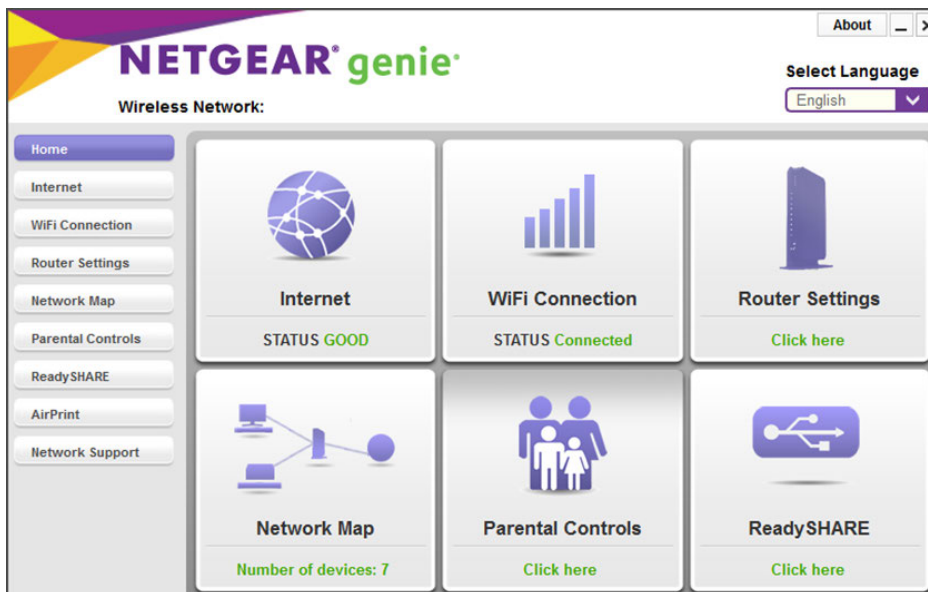 About
NETGEAR® genie®
Select Language
English
Wireless Network:
Home
Internet
WiFi Connection
Router Settings
Network Map
Parental Controls
ReadySHARE
AirPrint
Network Support
Internet
STATUS GOOD
WiFi Connection
STATUS Connected
Router Settings
Click here
Network Map
Number of devices: 7
Parental Controls
Click here
ReadySHARE
Click here